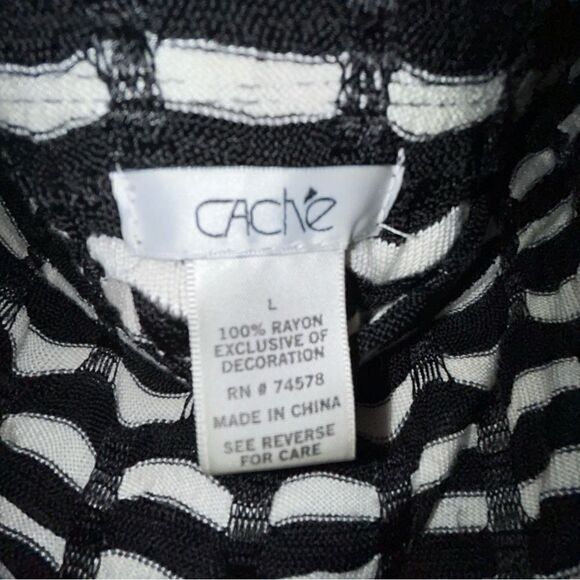 CAChé
L
100% RAYON
EXCLUSIVE OF
DECORATION
RN # 74578
MADE IN CHINA
SEE REVERSE
FOR CARE